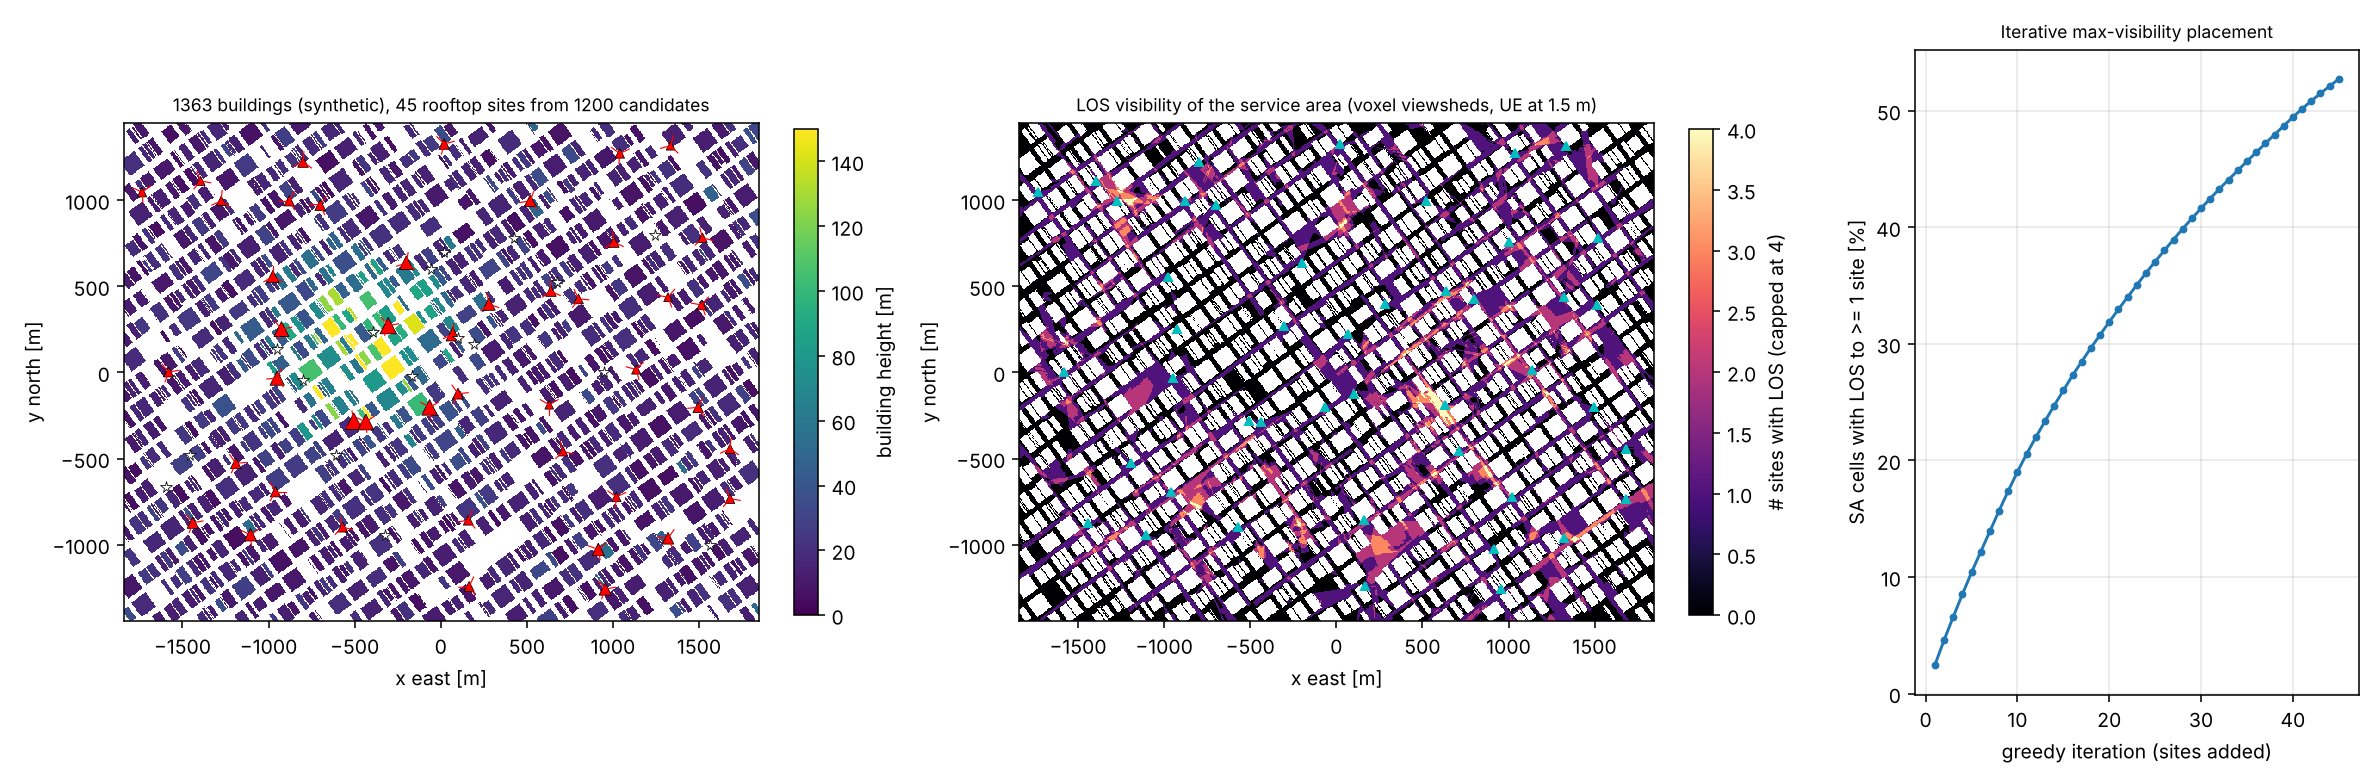 1363 buildings (synthetic), 45 rooftop sites from 1200 candidates
1000
500
0
−500
−1000
y north [m]
−1500 −1000 −500 0 500 1000 1500
x east [m]
140
120
100
80
60
40
20
0
building height [m]
LOS visibility of the service area (voxel viewsheds, UE at 1.5 m)
1000
500
0
−500
−1000
y north [m]
−1500 −1000 −500 0 500 1000 1500
x east [m]
4.0
3.5
3.0
2.5
2.0
1.5
1.0
0.5
0.0
# sites with LOS (capped at 4)
Iterative max-visibility placement
50
40
30
20
10
0
SA cells with LOS to >= 1 site [%]
0 10 20 30 40
greedy iteration (sites added)